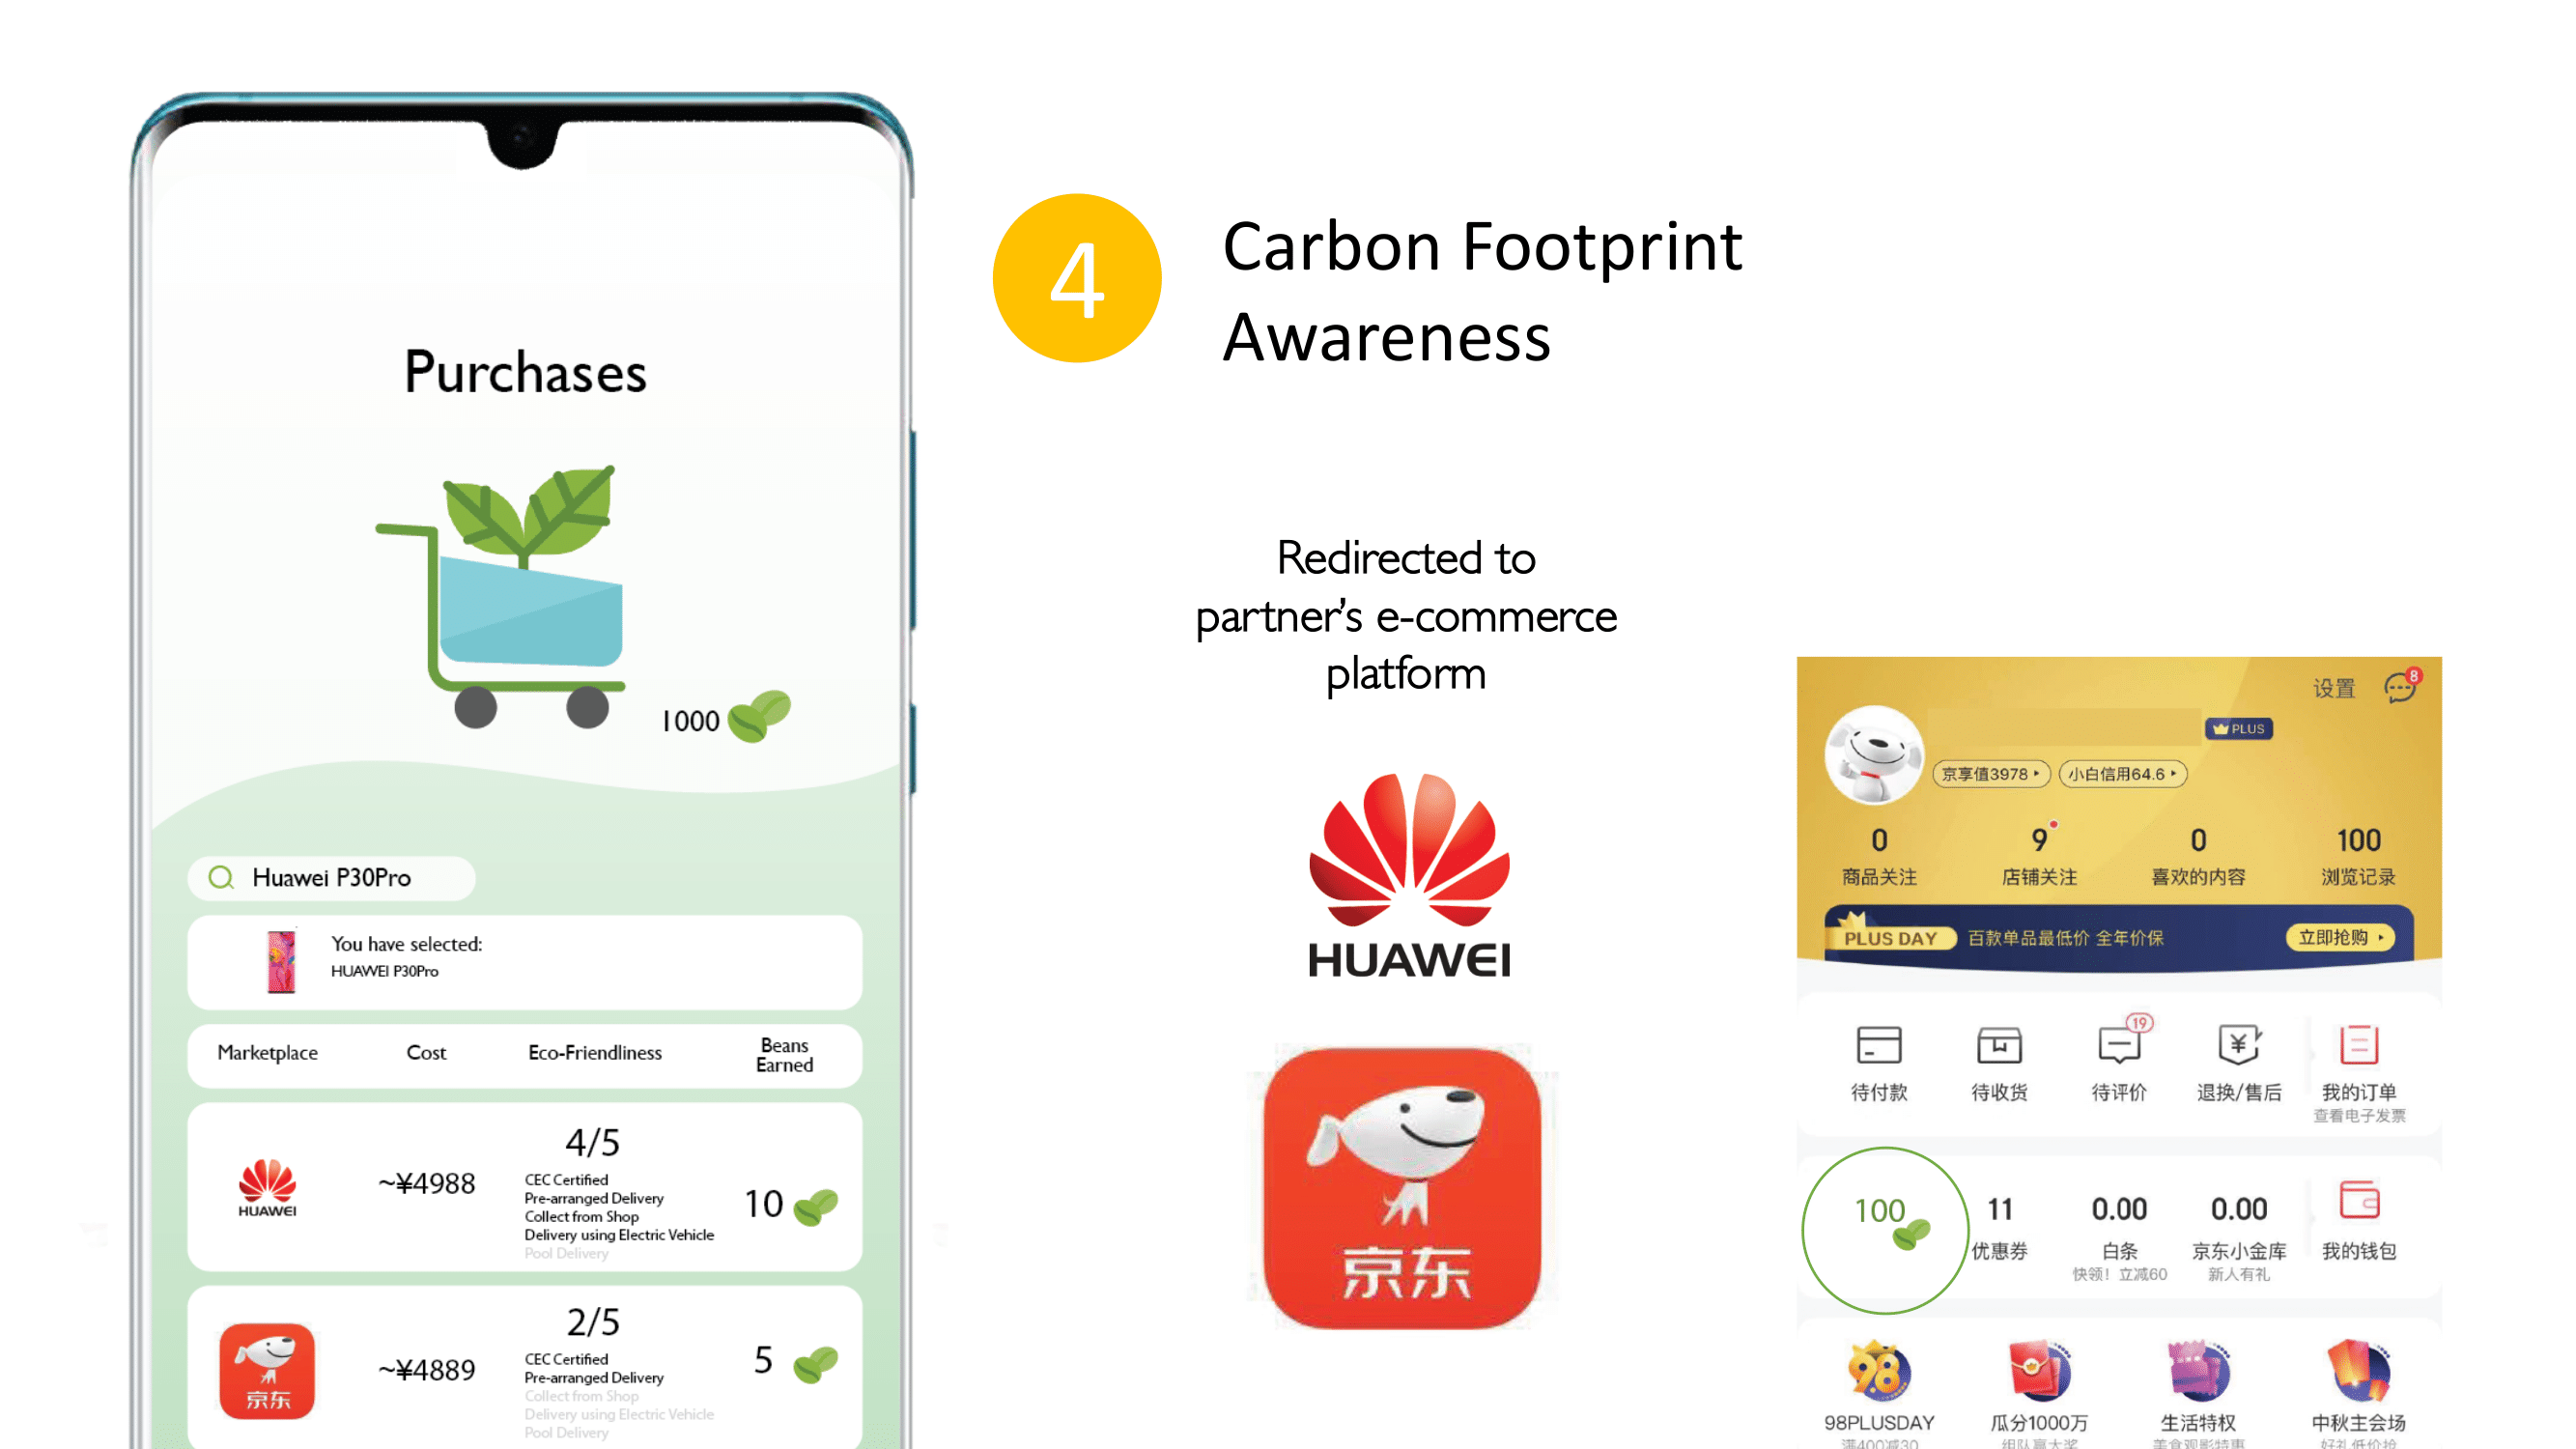 4
Carbon Footprint
Awareness
Purchases
1000
Huawei P30Pro
You have selected:
HUAWEI P30Pro
Marketplace
Cost
Eco-Friendliness
Beans
Earned
HUAWEI
~¥4988
4/5
CEC Certified
Pre-arranged Delivery
Collect from Shop
Delivery using Electric Vehicle
Pool Delivery
10
京东
~¥4889
2/5
CEC Certified
Pre-arranged Delivery
Collect from Shop
Delivery using Electric Vehicle
Pool Delivery
5
Redirected to
partner’s e-commerce
platform
HUAWEI
京东
设置
8
PLUS
京享值3978
小白信用64.6
0
9
0
100
商品关注
店铺关注
喜欢的内容
浏览记录
PLUS DAY
百款单品最低价 全年价保
立即抢购
19
待付款
待收货
待评价
退换/售后
我的订单
查看电子发票
100
11
0.00
0.00
优惠券
白条
京东小金库
我的钱包
快领！立减60
新人有礼
98
98PLUSDAY
瓜分1000万
生活特权
中秋主会场
满400减30
组队赢大奖
美食观影特惠
好礼低价抢